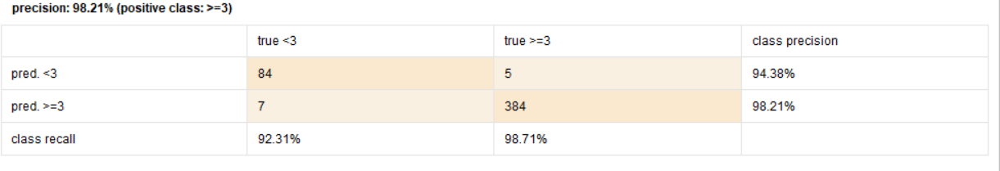 precision: 98.21% (positive class: >=3)
true <3 true >=3 class precision
pred. <3 84 5 94.38%
pred. >=3 7 384 98.21%
class recall 92.31% 98.71%